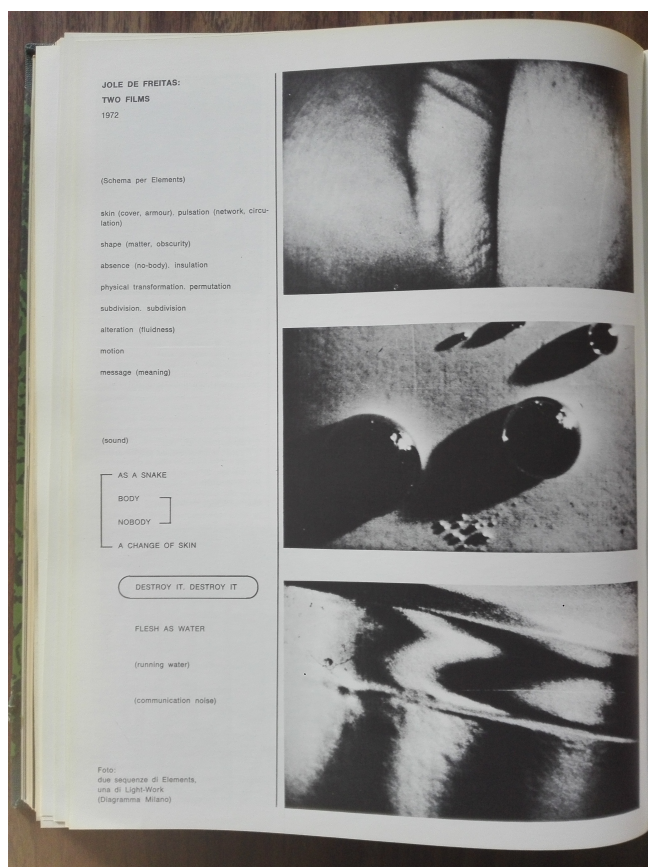 JOLE DE FREITAS:
TWO FILMS
1972
(Schema per Elements)
skin (cover, armour). pulsation (network, circu-
lation)
shape (matter, obscurity)
absence (no-body). insulation
physical transformation. permutation
subdivision. subdivision
alteration (fluidness)
motion
message (meaning)
(sound)
AS A SNAKE
BODY
NOBODY
A CHANGE OF SKIN
DESTROY IT. DESTROY IT
FLESH AS WATER
(running water)
(communication noise)
Foto:
due sequenze di Elements,
una di Light-Work
(Diagramma Milano)